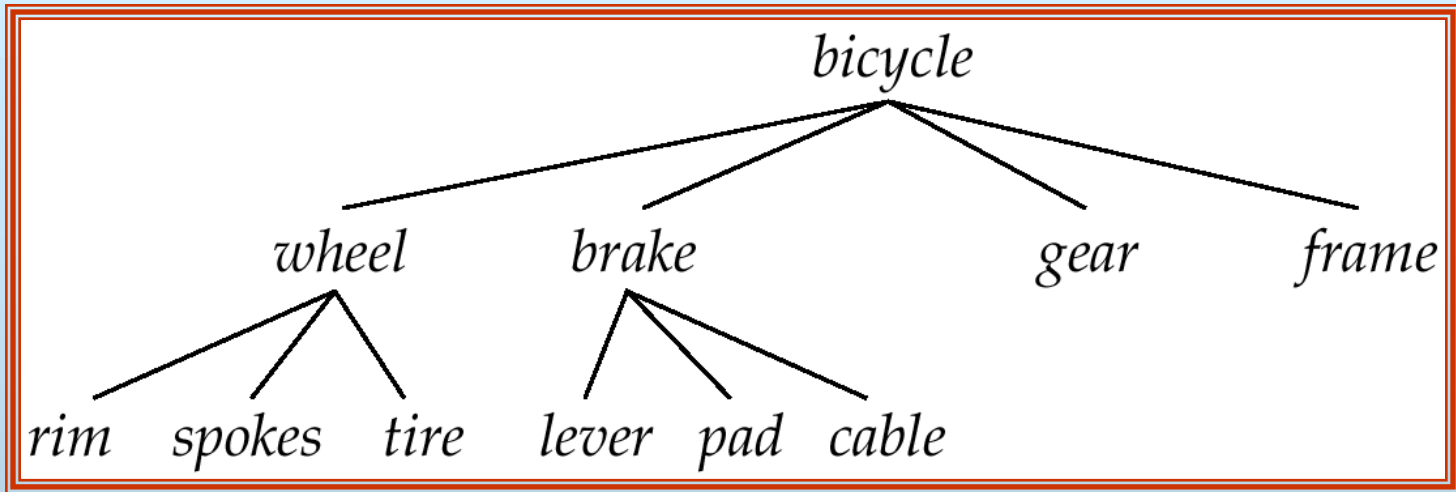 bicycle
wheel brake gear frame
rim spokes tire lever pad cable